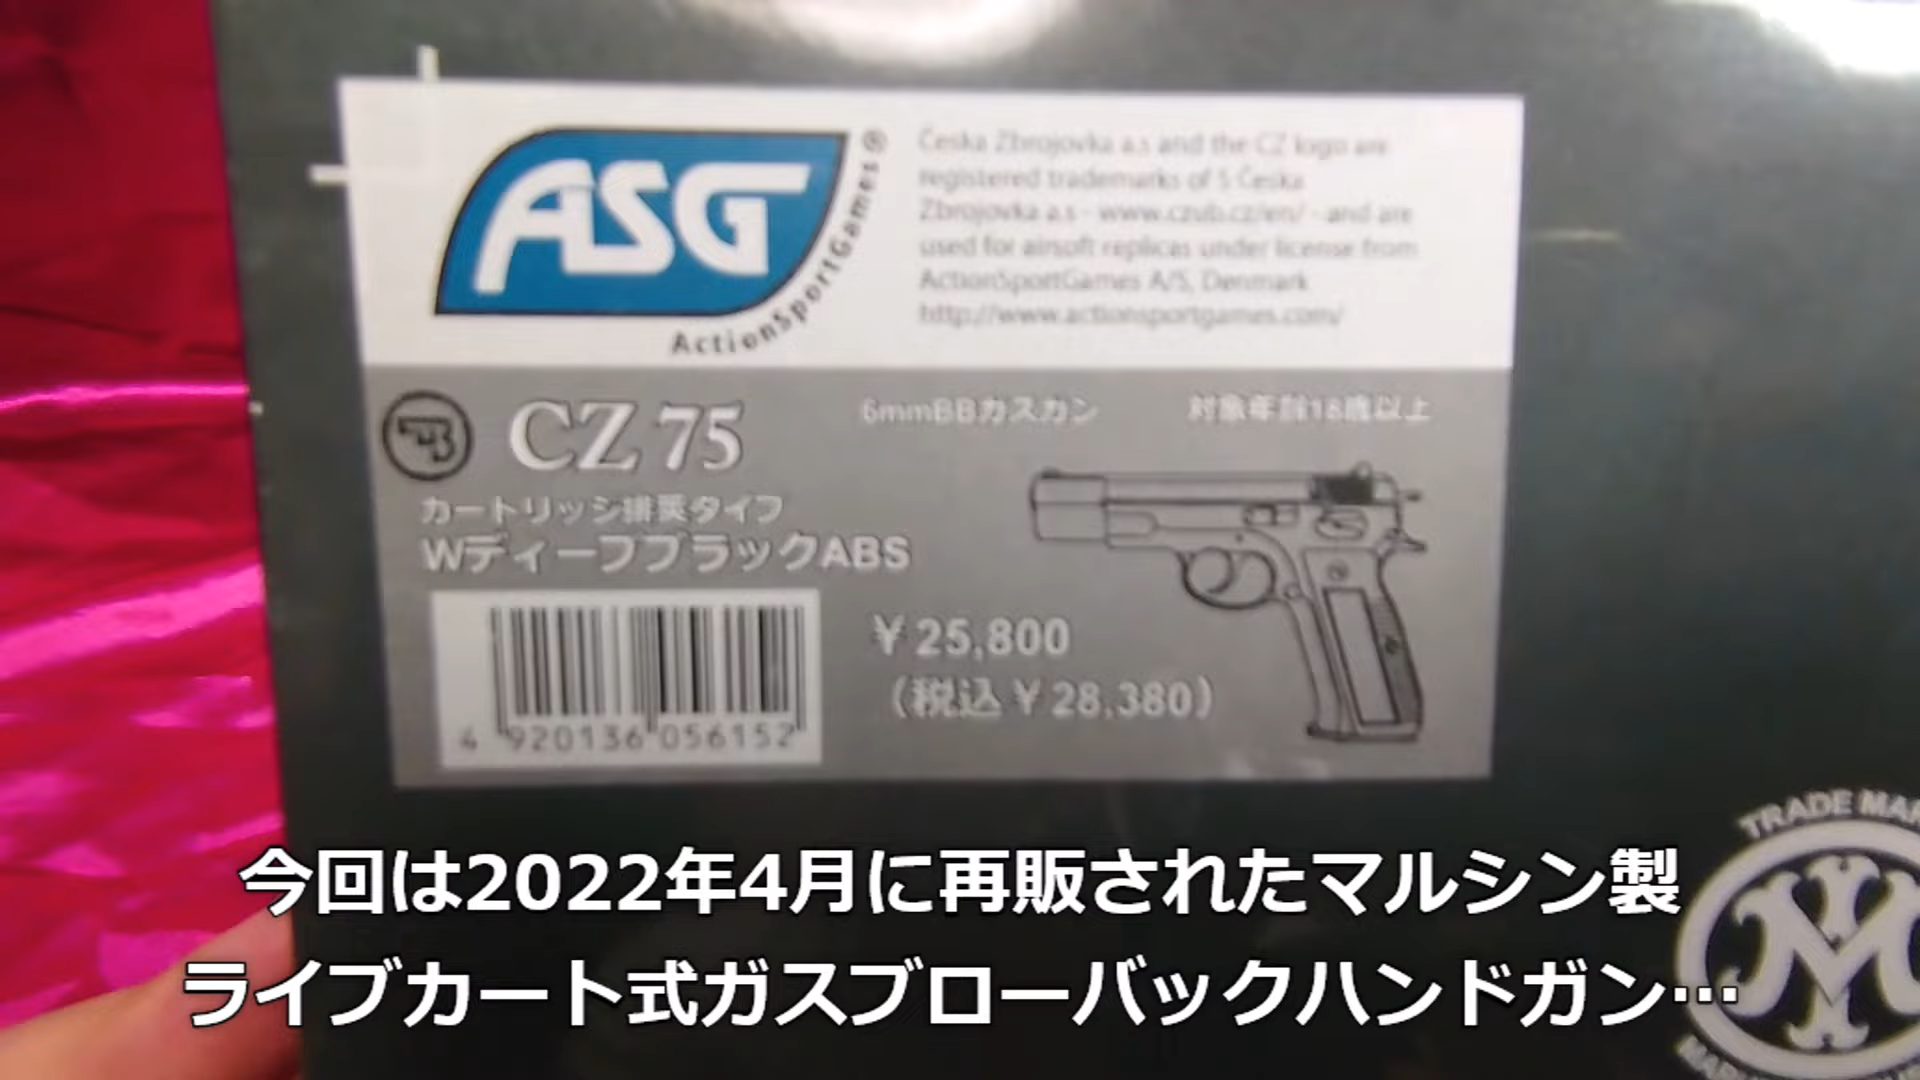 ASG
ActionSportGames®
Česka Zbrojovka a.s and the CZ logo are
registered trademarks of S Česka
Zbrojovka a.s - www.czub.cz/en/ - and are
used for airsoft replicas under license from
ActionSportGames A/S, Denmark
http://www.actionsportgames.com/
CZ 75
6mmBBガスガン 対象年齢18歳以上
カートリッジ排莢タイプ
WディープブラックABS
¥25,800
(税込¥28,380)
4 920136 056152
TRADE MAR
今回は2022年4月に再販されたマルシン製
ライブカート式ガスブローバックハンドガン…